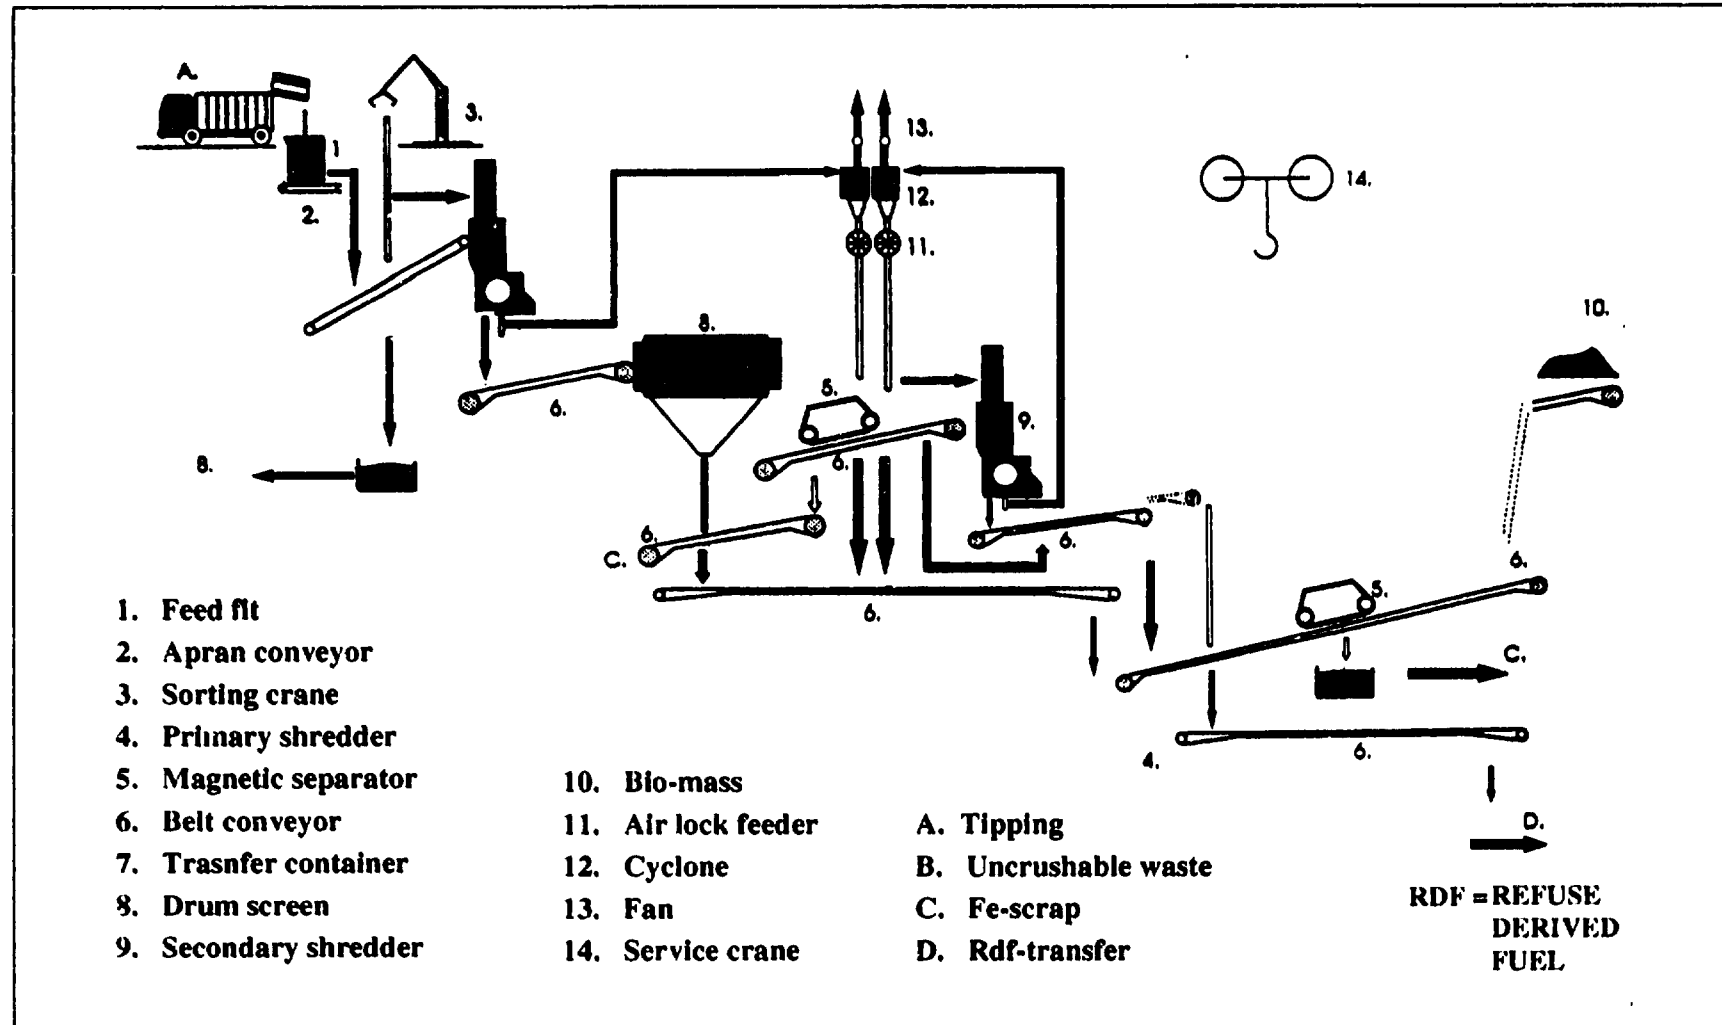 A.
3.
1
2.
13.
12.
11.
14.
8.
10.
5.
6.
9.
6.
8.
6.
C.
6.
6.
6.
5.
C.
6.
4.
6.
D.
1. Feed fit
2. Apran conveyor
3. Sorting crane
4. Primary shredder
5. Magnetic separator
6. Belt conveyor
7. Trasnfer container
8. Drum screen
9. Secondary shredder
10. Bio-mass
11. Air lock feeder
12. Cyclone
13. Fan
14. Service crane
A. Tipping
B. Uncrushable waste
C. Fe-scrap
D. Rdf-transfer
RDF = REFUSE
DERIVED
FUEL